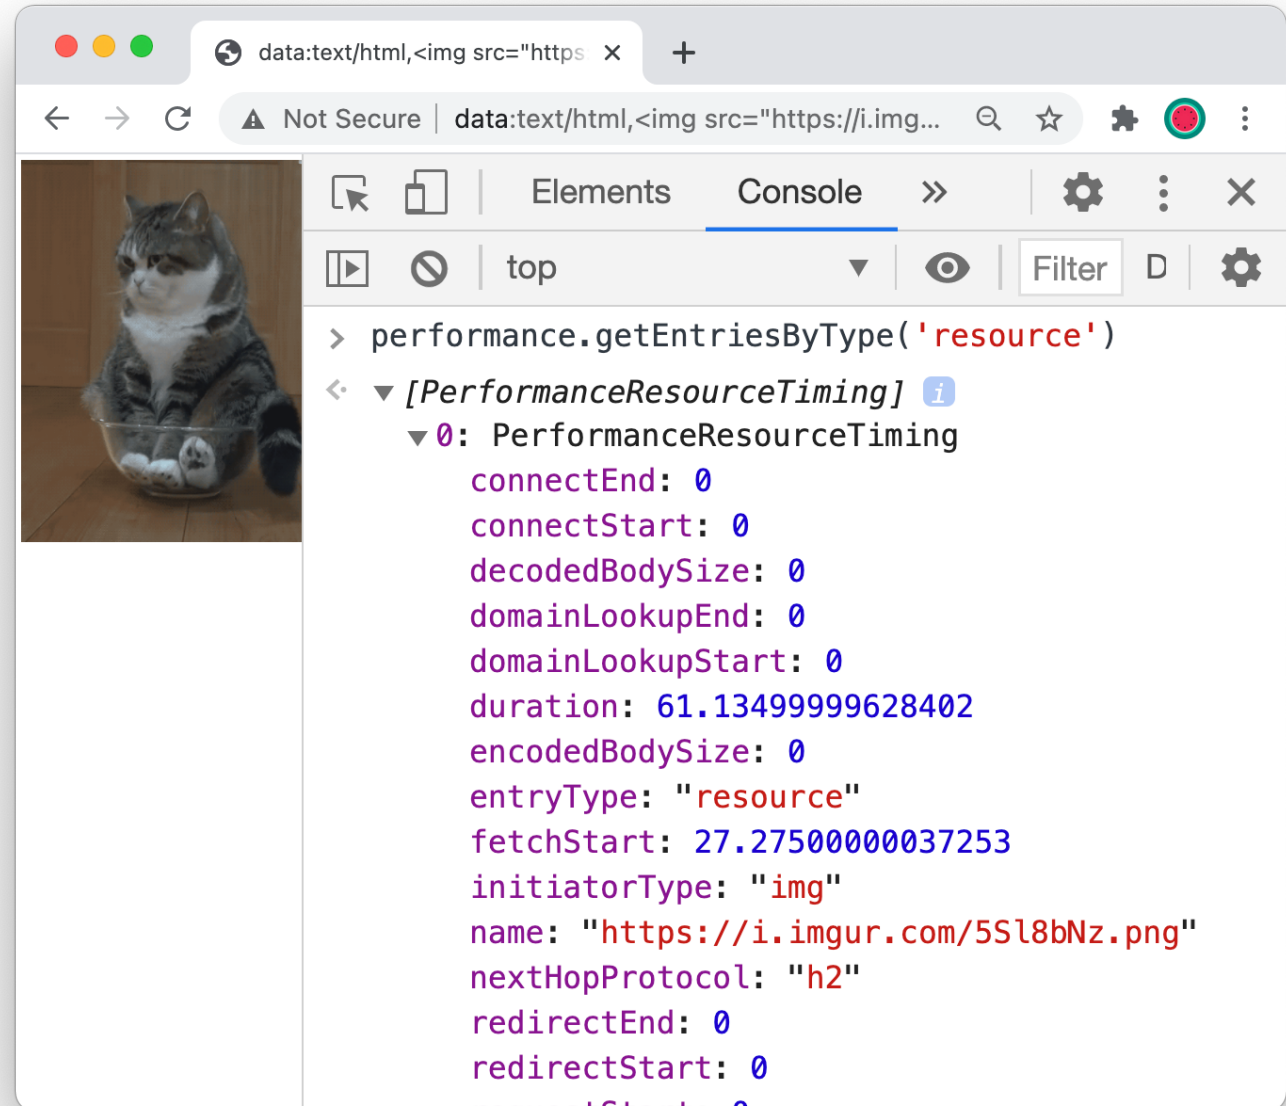 data:text/html,<img src="https:
Not Secure data:text/html,<img src="https://i.img...
Elements Console
top Filter D
performance.getEntriesByType('resource')
[PerformanceResourceTiming] i
0: PerformanceResourceTiming
connectEnd: 0
connectStart: 0
decodedBodySize: 0
domainLookupEnd: 0
domainLookupStart: 0
duration: 61.13499999628402
encodedBodySize: 0
entryType: "resource"
fetchStart: 27.27500000037253
initiatorType: "img"
name: "https://i.imgur.com/5Sl8bNz.png"
nextHopProtocol: "h2"
redirectEnd: 0
redirectStart: 0